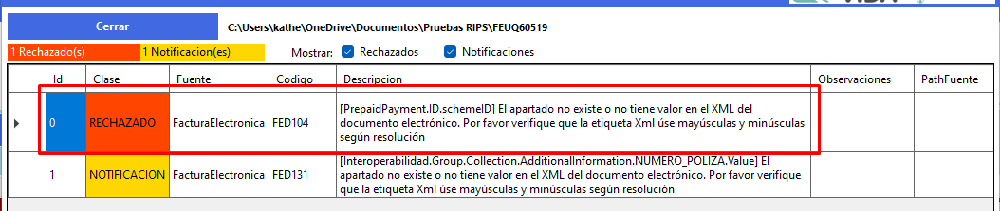 Cerrar
C:\Users\kathe\OneDrive\Documentos\Pruebas RIPS\FEUQ60519
1 Rechazado(s)
1 Notificacion(es)
Mostrar:
Rechazados
Notificaciones
Id Clase Fuente Codigo Descripcion Observaciones PathFuente
0 RECHAZADO FacturaElectronica FED104
[PrepaidPayment.ID.schemeID] El apartado no existe o no tiene valor en el XML del
documento electrónico. Por favor verifique que la etiqueta Xml úse mayúsculas y minúsculas
según resolución
1 NOTIFICACION FacturaElectronica FED131
[Interoperabilidad.Group.Collection.AdditionalInformation.NUMERO_POLIZA.Value] El
apartado no existe o no tiene valor en el XML del documento electrónico. Por favor verifique
que la etiqueta Xml úse mayúsculas y minúsculas según resolución